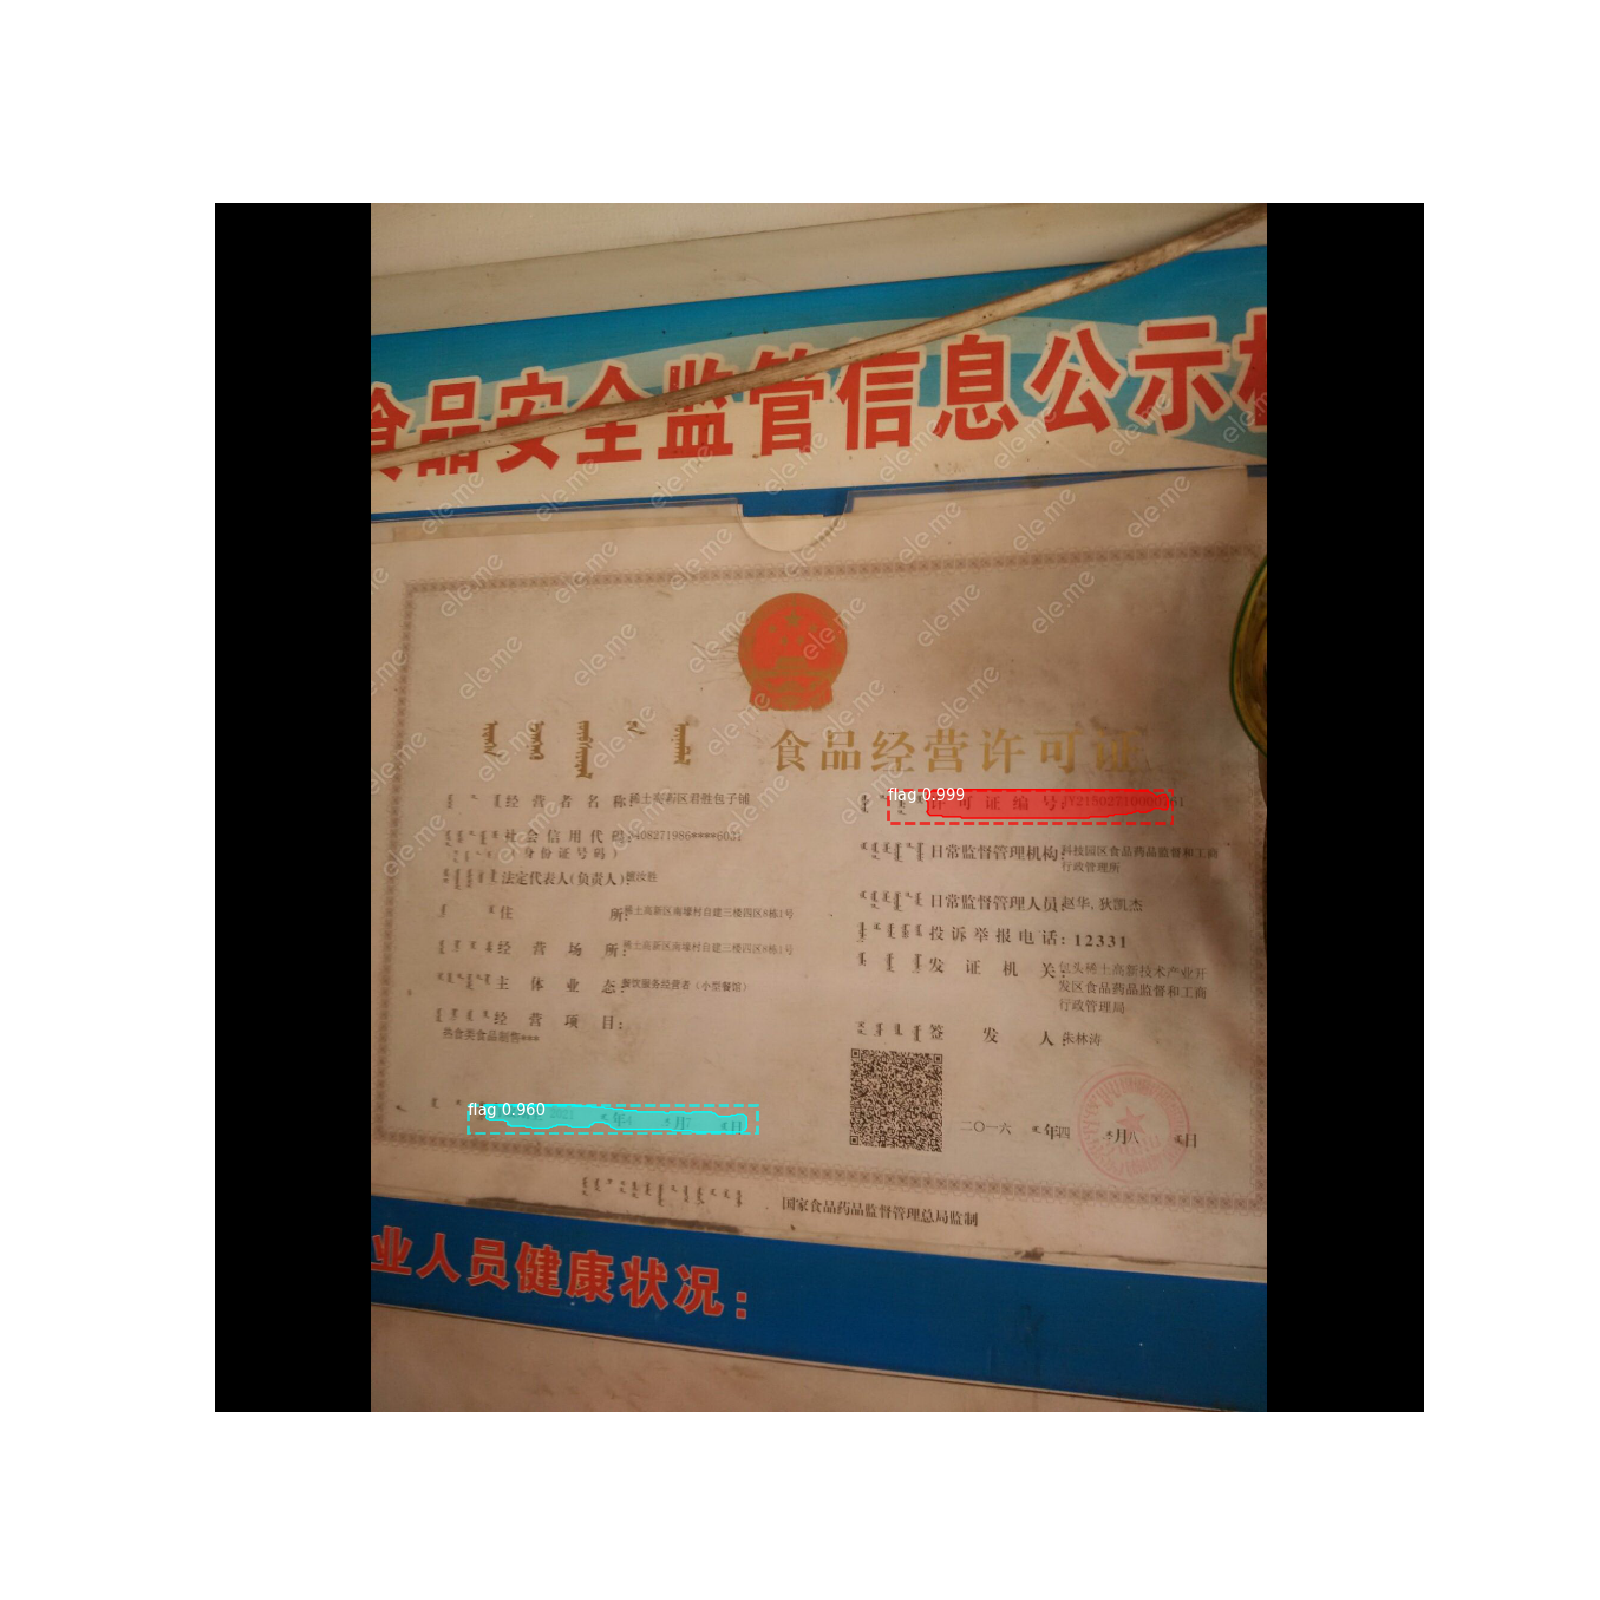 食品安全监管信息公示
食品经营许可证
经营者名称:稀土高新区君胜包子铺
社会信用代码:
(身份证号码)
法定代表人(负责人):
住所:稀土高新区南壕村自建三楼四区8栋1号
经营场所:稀土高新区南壕村自建三楼四区8栋1号
主体业态:餐饮服务经营者(小型餐馆)
经营项目:
热食类食品制售***
2021年4月7日
许可证编号:
日常监督管理机构:科技园区食品药品监督和工商
行政管理所
日常监督管理人员:赵华,狄凯杰
投诉举报电话:12331
发证机关:包头稀土高新技术产业开
发区食品药品监督和工商
行政管理局
签发人:朱林涛
二〇一六年四月八日
国家食品药品监督管理总局监制
业人员健康状况:
ele.me
flag 0.999
flag 0.960